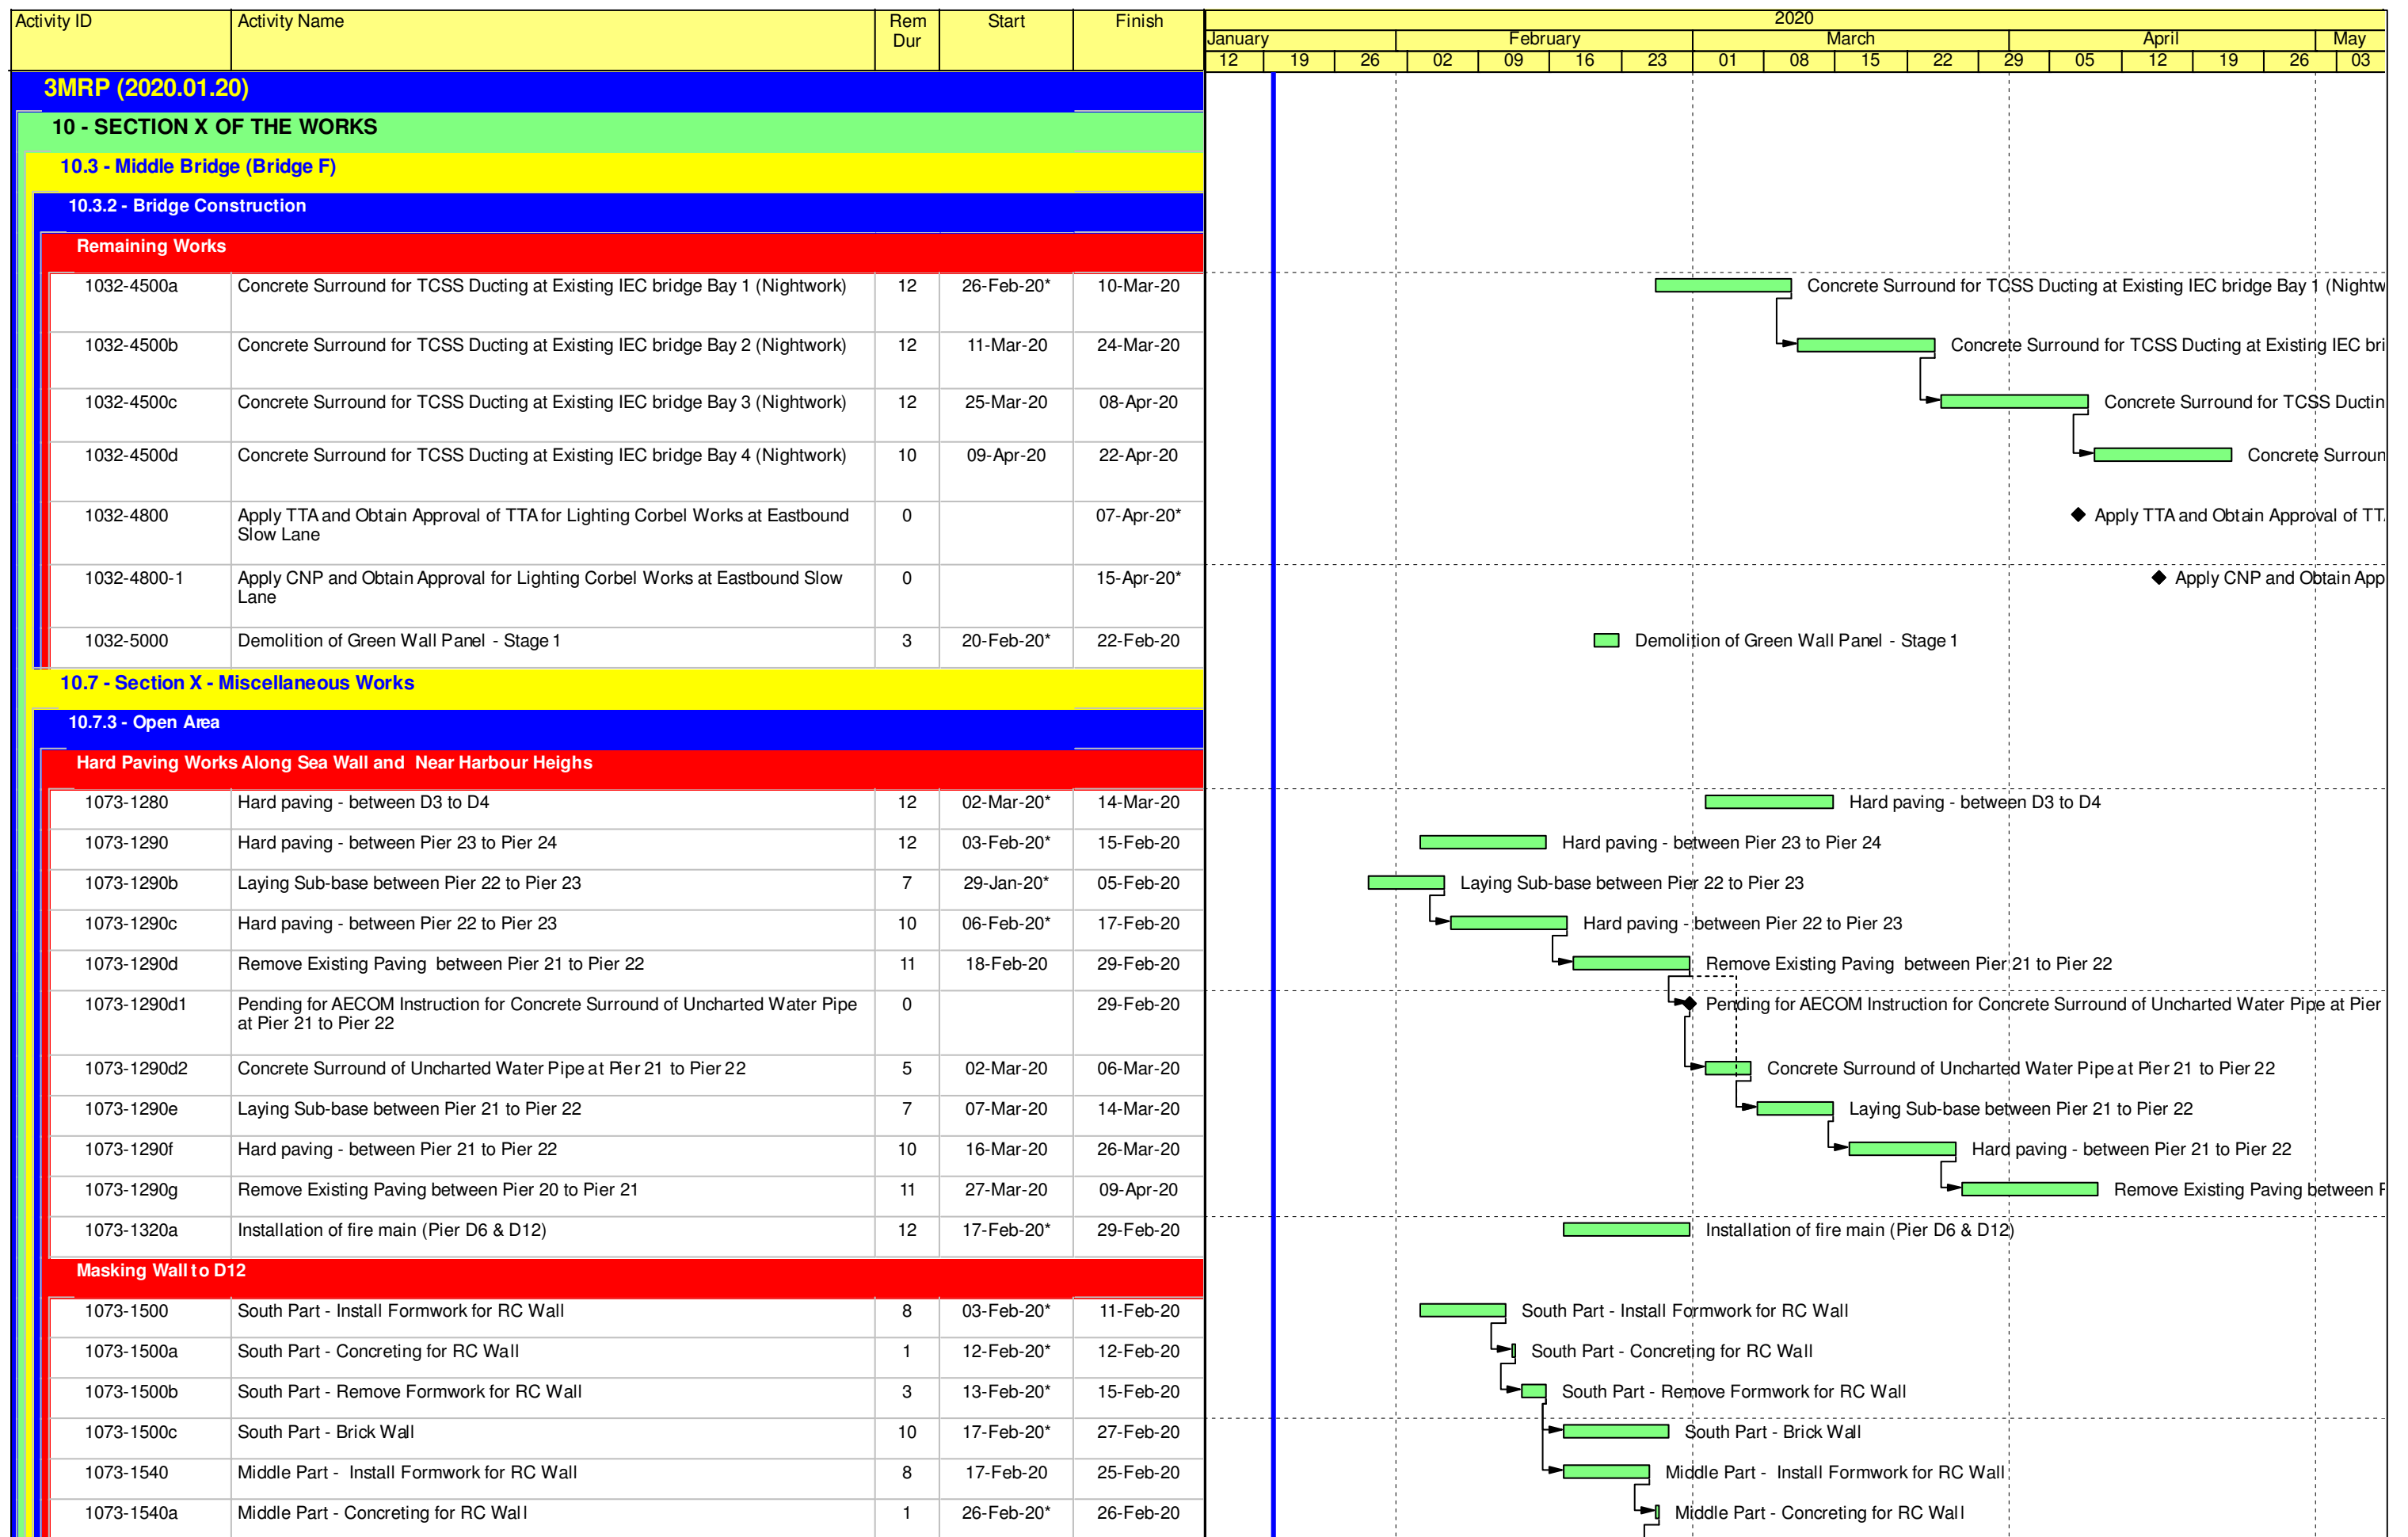 Activity ID Activity Name Rem Start Finish 2020
Dur January February March April May
12 19 26 02 09 16 23 01 08 15 22 29 05 12 19 26 03
3MRP (2020.01.20)
10 - SECTION X OF THE WORKS
10.3 - Middle Bridge (Bridge F)
10.3.2 - Bridge Construction
Remaining Works
1032-4500a Concrete Surround for TCSS Ducting at Existing IEC bridge Bay 1 (Nightwork) 12 26-Feb-20* 10-Mar-20 Concrete Surround for TCSS Ducting at Existing IEC bridge Bay 1 (Nightw
1032-4500b Concrete Surround for TCSS Ducting at Existing IEC bridge Bay 2 (Nightwork) 12 11-Mar-20 24-Mar-20 Concrete Surround for TCSS Ducting at Existing IEC bri
1032-4500c Concrete Surround for TCSS Ducting at Existing IEC bridge Bay 3 (Nightwork) 12 25-Mar-20 08-Apr-20 Concrete Surround for TCSS Ductin
1032-4500d Concrete Surround for TCSS Ducting at Existing IEC bridge Bay 4 (Nightwork) 10 09-Apr-20 22-Apr-20 Concrete Surroun
1032-4800 Apply TTA and Obtain Approval of TTA for Lighting Corbel Works at Eastbound 0 07-Apr-20* Apply TTA and Obtain Approval of TT
Slow Lane
1032-4800-1 Apply CNP and Obtain Approval for Lighting Corbel Works at Eastbound Slow 0 15-Apr-20* Apply CNP and Obtain App
Lane
1032-5000 Demolition of Green Wall Panel - Stage 1 3 20-Feb-20* 22-Feb-20 Demolition of Green Wall Panel - Stage 1
10.7 - Section X - Miscellaneous Works
10.7.3 - Open Area
Hard Paving Works Along Sea Wall and Near Harbour Heighs
1073-1280 Hard paving - between D3 to D4 12 02-Mar-20* 14-Mar-20 Hard paving - between D3 to D4
1073-1290 Hard paving - between Pier 23 to Pier 24 12 03-Feb-20* 15-Feb-20 Hard paving - between Pier 23 to Pier 24
1073-1290b Laying Sub-base between Pier 22 to Pier 23 7 29-Jan-20* 05-Feb-20 Laying Sub-base between Pier 22 to Pier 23
1073-1290c Hard paving - between Pier 22 to Pier 23 10 06-Feb-20* 17-Feb-20 Hard paving - between Pier 22 to Pier 23
1073-1290d Remove Existing Paving between Pier 21 to Pier 22 11 18-Feb-20 29-Feb-20 Remove Existing Paving between Pier 21 to Pier 22
1073-1290d1 Pending for AECOM Instruction for Concrete Surround of Uncharted Water Pipe 0 29-Feb-20 Pending for AECOM Instruction for Concrete Surround of Uncharted Water Pipe at Pier
at Pier 21 to Pier 22
1073-1290d2 Concrete Surround of Uncharted Water Pipe at Pier 21 to Pier 22 5 02-Mar-20 06-Mar-20 Concrete Surround of Uncharted Water Pipe at Pier 21 to Pier 22
1073-1290e Laying Sub-base between Pier 21 to Pier 22 7 07-Mar-20 14-Mar-20 Laying Sub-base between Pier 21 to Pier 22
1073-1290f Hard paving - between Pier 21 to Pier 22 10 16-Mar-20 26-Mar-20 Hard paving - between Pier 21 to Pier 22
1073-1290g Remove Existing Paving between Pier 20 to Pier 21 11 27-Mar-20 09-Apr-20 Remove Existing Paving between
1073-1320a Installation of fire main (Pier D6 & D12) 12 17-Feb-20* 29-Feb-20 Installation of fire main (Pier D6 & D12)
Masking Wall to D12
1073-1500 South Part - Install Formwork for RC Wall 8 03-Feb-20* 11-Feb-20 South Part - Install Formwork for RC Wall
1073-1500a South Part - Concreting for RC Wall 1 12-Feb-20* 12-Feb-20 South Part - Concreting for RC Wall
1073-1500b South Part - Remove Formwork for RC Wall 3 13-Feb-20* 15-Feb-20 South Part - Remove Formwork for RC Wall
1073-1500c South Part - Brick Wall 10 17-Feb-20* 27-Feb-20 South Part - Brick Wall
1073-1540 Middle Part - Install Formwork for RC Wall 8 17-Feb-20 25-Feb-20 Middle Part - Install Formwork for RC Wall
1073-1540a Middle Part - Concreting for RC Wall 1 26-Feb-20* 26-Feb-20 Middle Part - Concreting for RC Wall